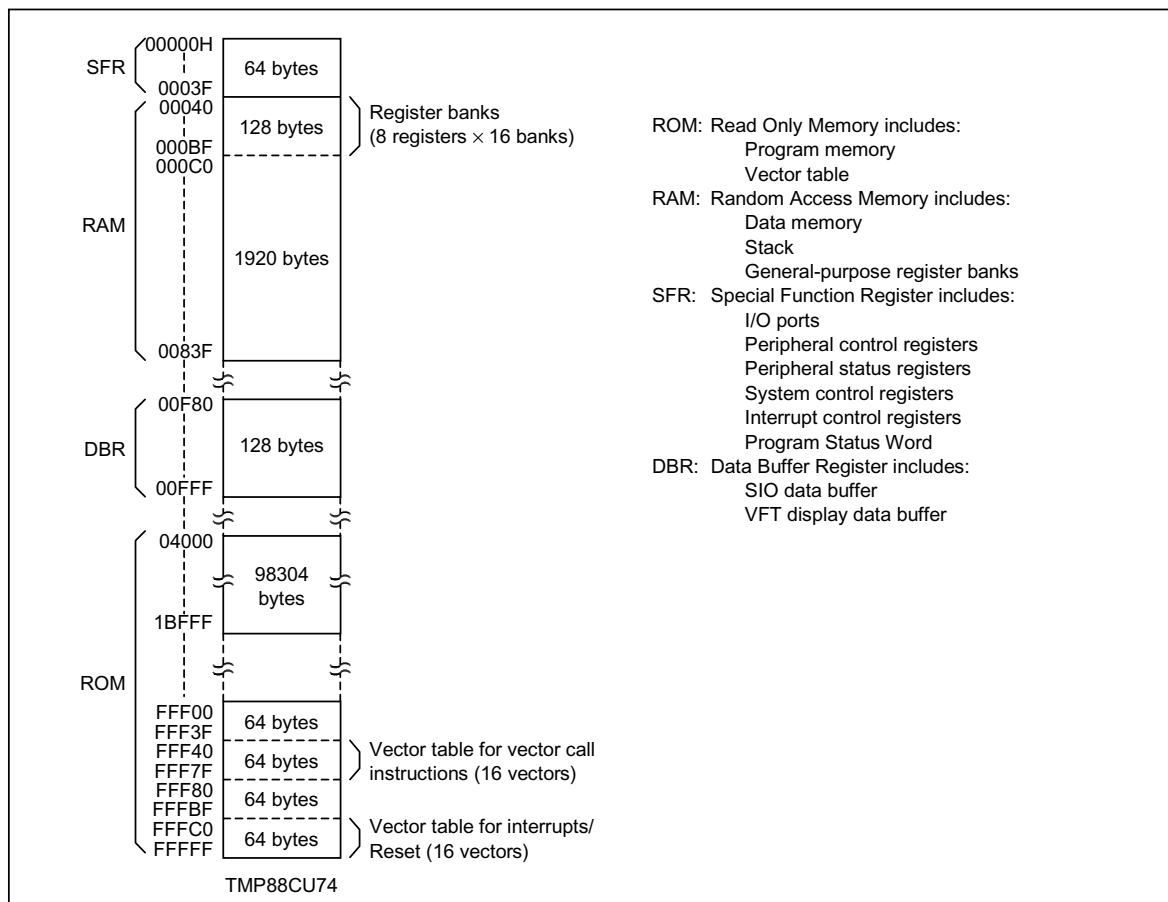 00000H
SFR
64 bytes
0003F
00040
Register banks
128 bytes
(8 registers × 16 banks)
000BF
000C0
RAM
1920 bytes
0083F
00F80
DBR
128 bytes
00FFF
04000
98304
bytes
1BFFF
ROM
FFF00
64 bytes
FFF3F
FFF40
Vector table for vector call
64 bytes
instructions (16 vectors)
FFF7F
FFF80
64 bytes
FFFBF
FFFC0
Vector table for interrupts/
64 bytes
Reset (16 vectors)
FFFFF
TMP88CU74
ROM: Read Only Memory includes:
Program memory
Vector table
RAM: Random Access Memory includes:
Data memory
Stack
General-purpose register banks
SFR: Special Function Register includes:
I/O ports
Peripheral control registers
Peripheral status registers
System control registers
Interrupt control registers
Program Status Word
DBR: Data Buffer Register includes:
SIO data buffer
VFT display data buffer